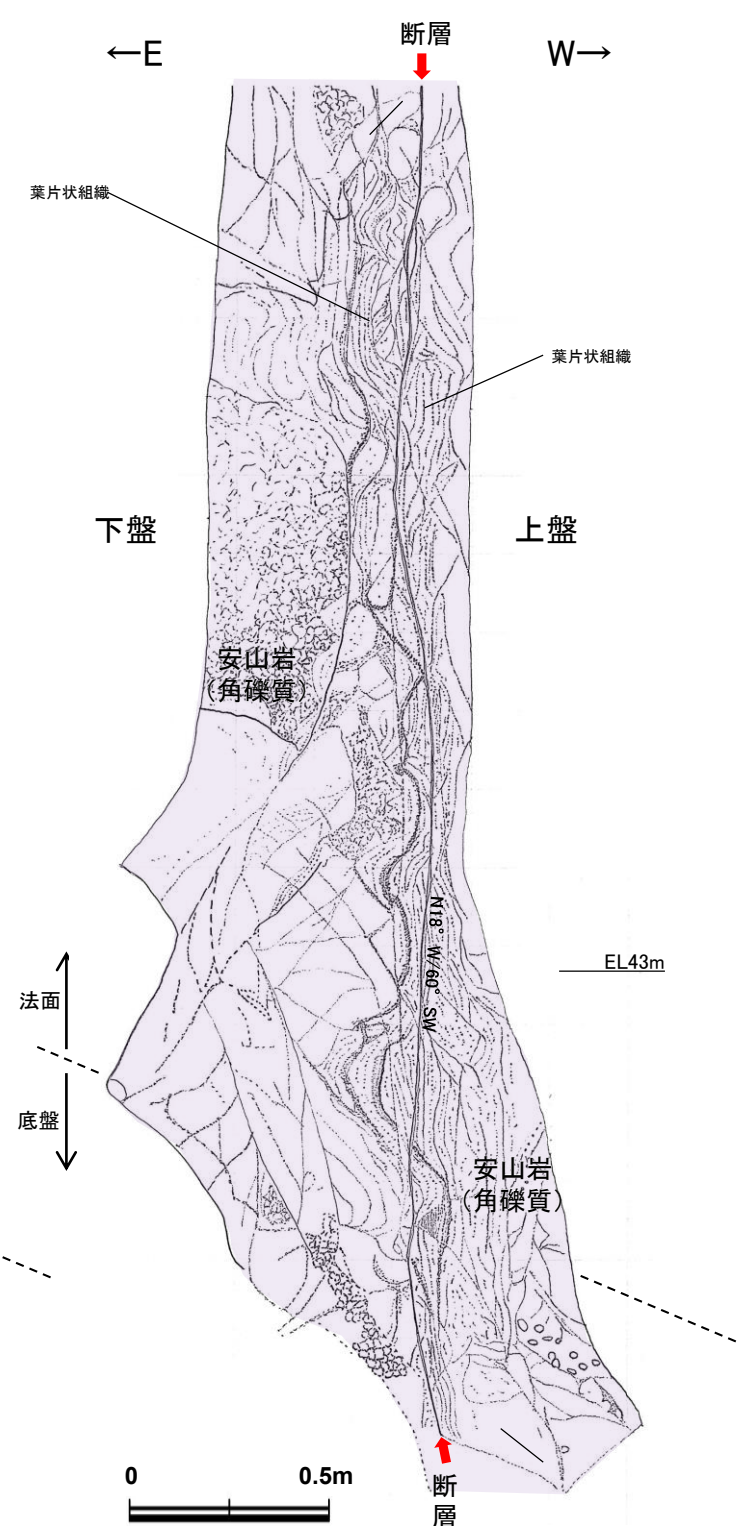 断層
←E
W→
葉片状組織
葉片状組織
下盤
上盤
安山岩
(角礫質)
N18° W/60° SW
EL43m
法面
底盤
安山岩
(角礫質)
0
0.5m
断
層